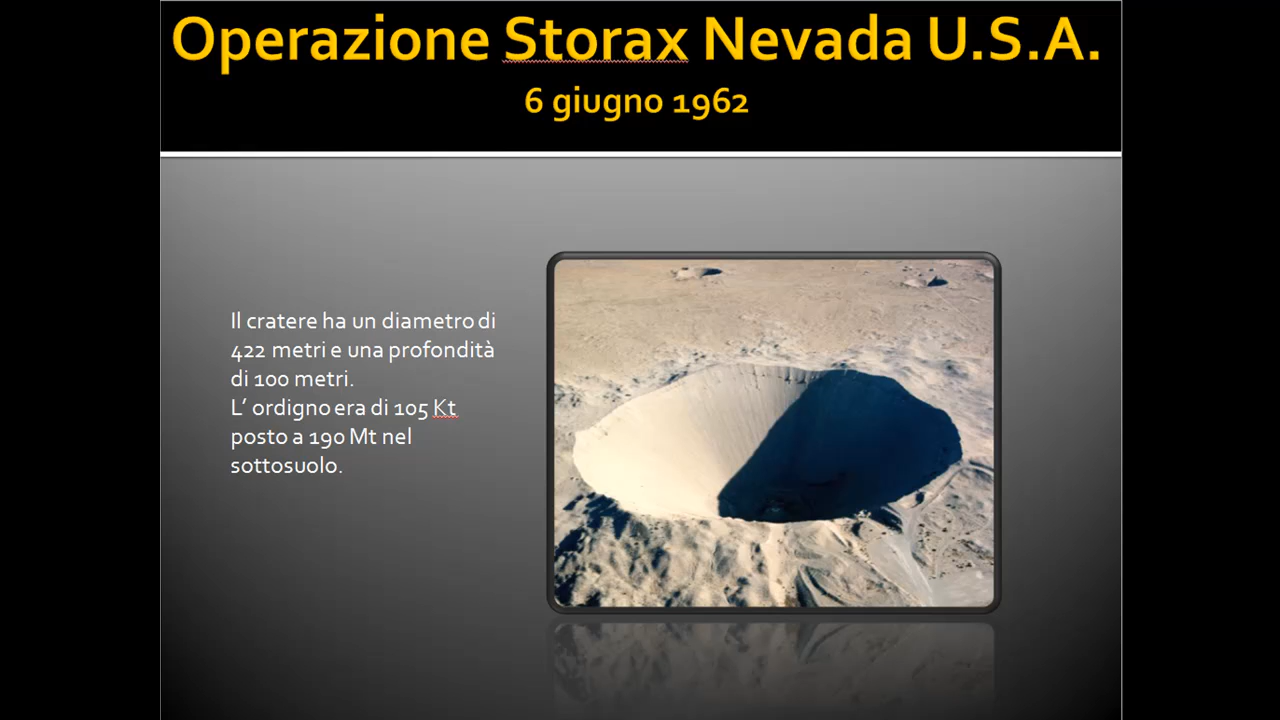 Operazione Storax Nevada U.S.A.
6 giugno 1962
Il cratere ha un diametro di
422 metri e una profondità
di 100 metri.
L’ ordigno era di 105 Kt
posto a 190 Mt nel
sottosuolo.